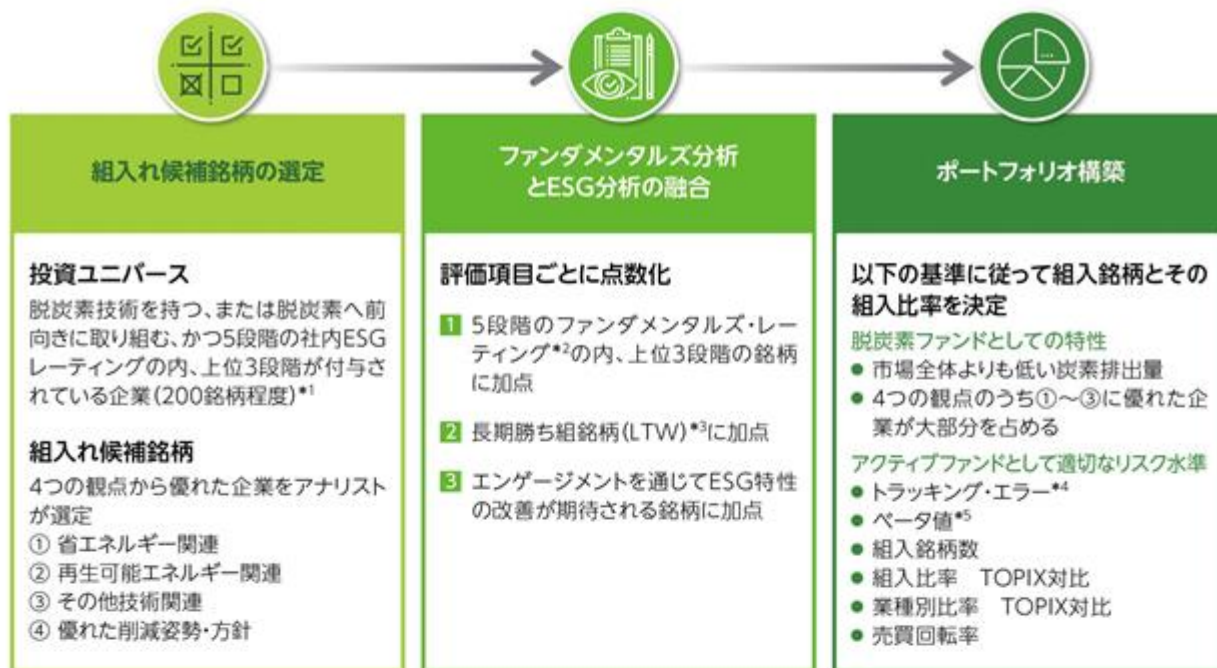 組入れ候補銘柄の選定
投資ユニバース
脱炭素技術を持つ、または脱炭素へ前
向きに取り組む、かつ5段階の社内ESG
レーティングの内、上位3段階が付与さ
れている企業(200銘柄程度)*1
組入れ候補銘柄
4つの観点から優れた企業をアナリスト
が選定
① 省エネルギー関連
② 再生可能エネルギー関連
③ その他技術関連
④ 優れた削減姿勢・方針
ファンダメンタルズ分析
とESG分析の融合
評価項目ごとに点数化
1 5段階のファンダメンタルズ・レー
ティング*2の内、上位3段階の銘柄
に加点
2 長期勝ち組銘柄(LTW)*3に加点
3 エンゲージメントを通じてESG特性
の改善が期待される銘柄に加点
ポートフォリオ構築
以下の基準に従って組入銘柄とその
組入比率を決定
脱炭素ファンドとしての特性
● 市場全体よりも低い炭素排出量
● 4つの観点のうち①～③に優れた企
業が大部分を占める
アクティブファンドとして適切なリスク水準
● トラッキング・エラー*4
● ベータ値*5
● 組入銘柄数
● 組入比率　TOPIX対比
● 業種別比率　TOPIX対比
● 売買回転率